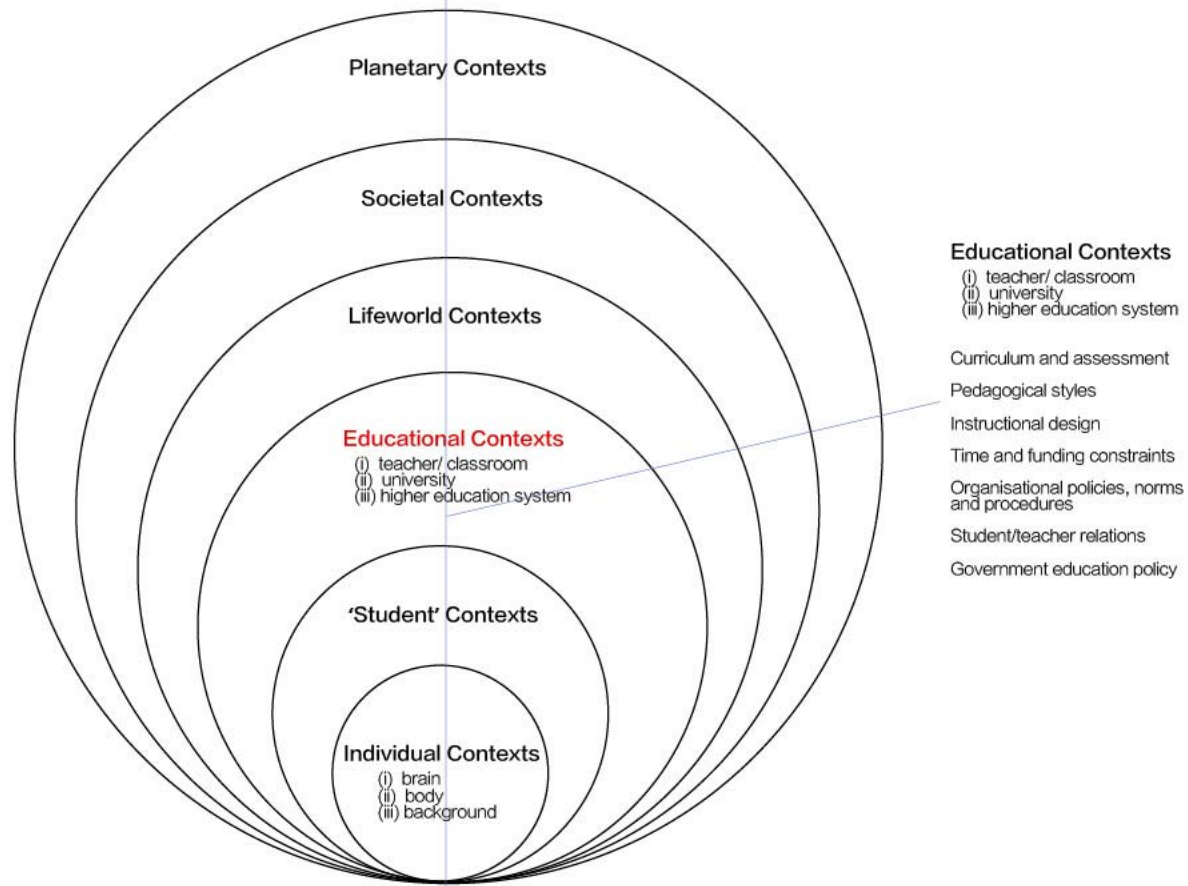 Planetary Contexts
Societal Contexts
Lifeworld Contexts
Educational Contexts
(i) teacher/ classroom
(ii) university
(iii) higher education system
'Student' Contexts
Individual Contexts
(i) brain
(ii) body
(iii) background
Educational Contexts
(i) teacher/ classroom
(ii) university
(iii) higher education system
Curriculum and assessment
Pedagogical styles
Instructional design
Time and funding constraints
Organisational policies, norms
and procedures
Student/teacher relations
Government education policy